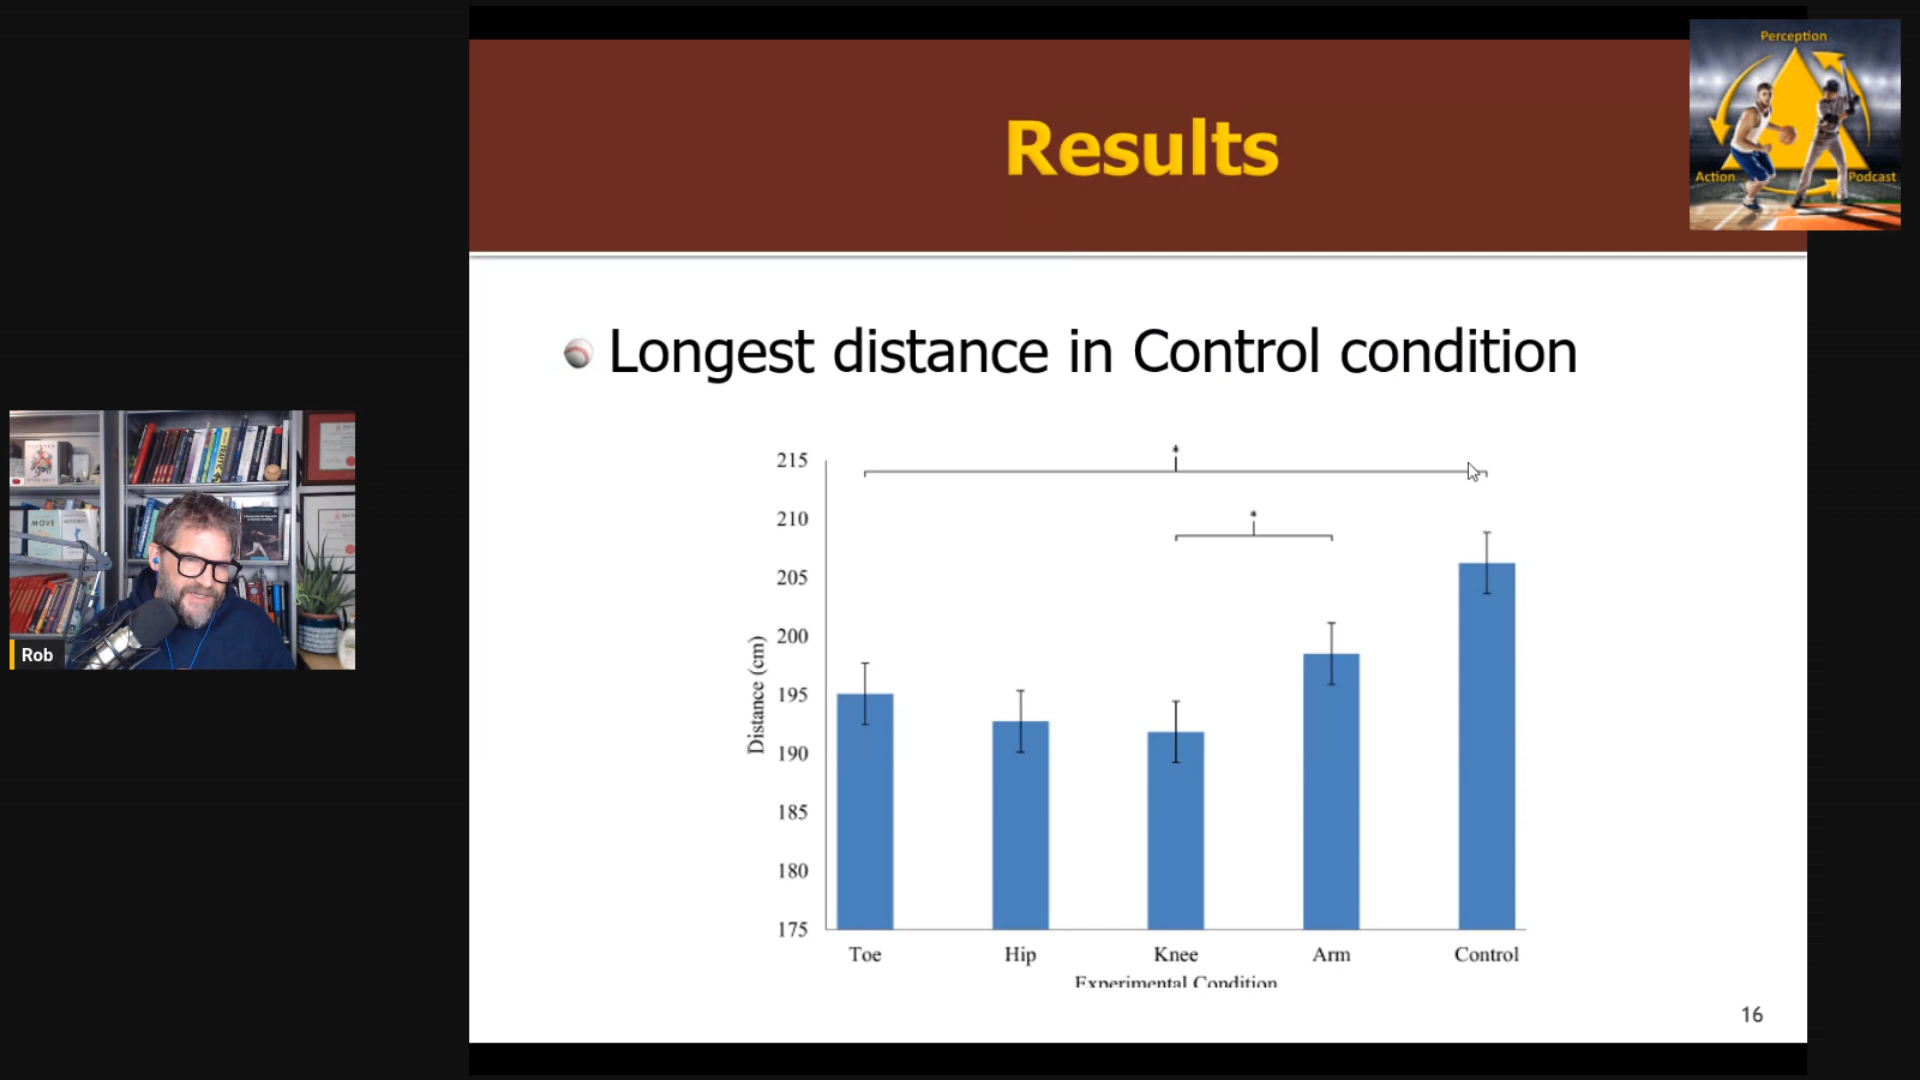 Results
Perception
Action
Podcast
Longest distance in Control condition
*
*
215
210
205
200
195
190
185
180
175
Distance (cm)
Toe
Hip
Knee
Arm
Control
Experimental Condition
16
MOVE
Rob